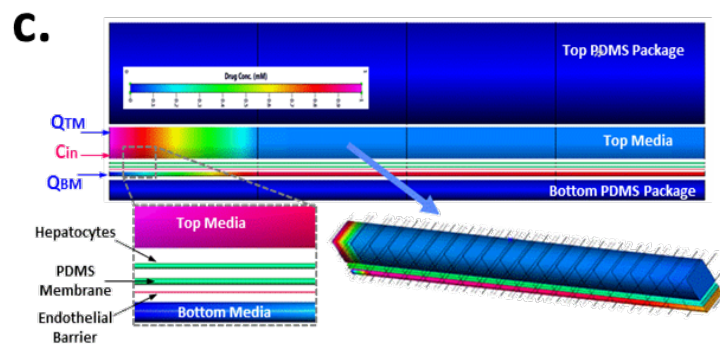 c.
Top PDMS Package
Drug Conc. (mM)
QTM
Cin
Top Media
QBM
Bottom PDMS Package
Top Media
Hepatocytes
PDMS
Membrane
Endothelial
Barrier
Bottom Media